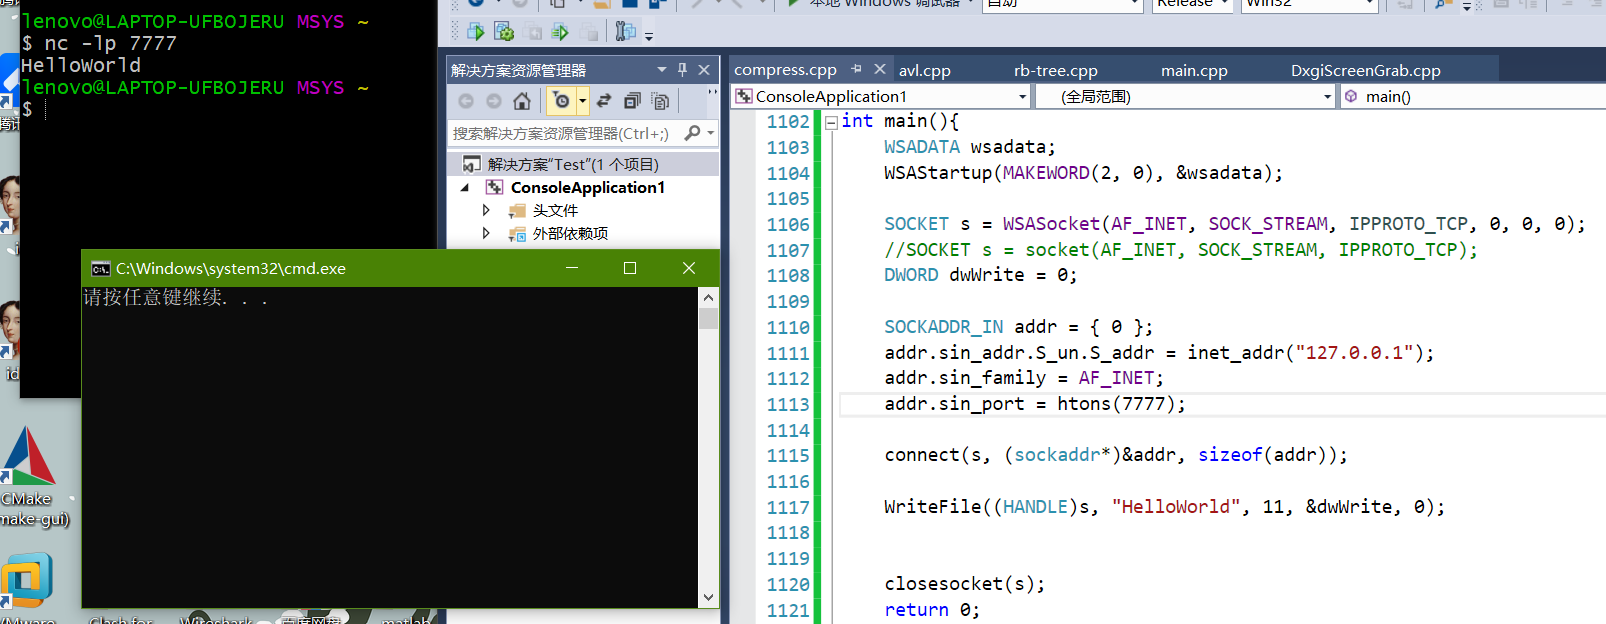 lenovo@LAPTOP-UFBOJERU MSYS ~
$ nc -lp 7777
HelloWorld
lenovo@LAPTOP-UFBOJERU MSYS ~
$
本地 Windows 调试器
自动
Release
Win32
解决方案资源管理器
搜索解决方案资源管理器(Ctrl+;)
解决方案"Test"(1 个项目)
ConsoleApplication1
头文件
外部依赖项
C:\Windows\system32\cmd.exe
请按任意键继续. . .
CMake
make-gui)
VMware
Clash for
Wireshark
百度网盘
matlab
compress.cpp
avl.cpp
rb-tree.cpp
main.cpp
DxgiScreenGrab.cpp
ConsoleApplication1
(全局范围)
main()
1102 int main(){
1103 WSADATA wsadata;
1104 WSAStartup(MAKEWORD(2, 0), &wsadata);
1105
1106 SOCKET s = WSASocket(AF_INET, SOCK_STREAM, IPPROTO_TCP, 0, 0, 0);
1107 //SOCKET s = socket(AF_INET, SOCK_STREAM, IPPROTO_TCP);
1108 DWORD dwWrite = 0;
1109
1110 SOCKADDR_IN addr = { 0 };
1111 addr.sin_addr.S_un.S_addr = inet_addr("127.0.0.1");
1112 addr.sin_family = AF_INET;
1113 addr.sin_port = htons(7777);
1114
1115 connect(s, (sockaddr*)&addr, sizeof(addr));
1116
1117 WriteFile((HANDLE)s, "HelloWorld", 11, &dwWrite, 0);
1118
1119
1120 closesocket(s);
1121 return 0;